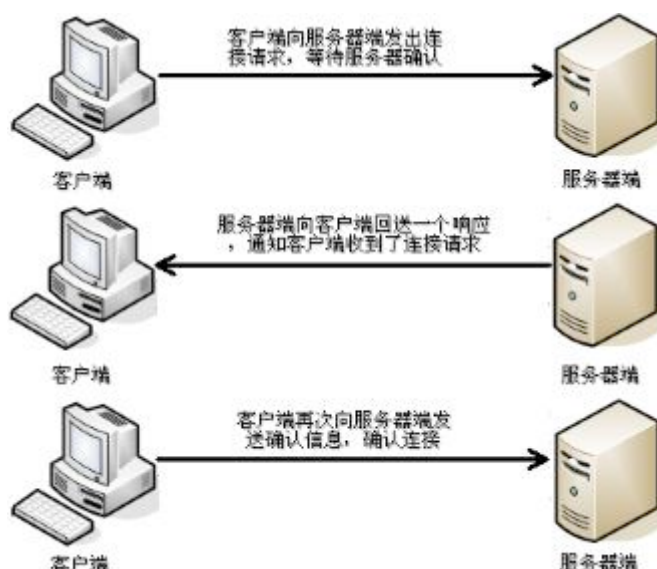 客户端向服务器端发出连
接请求，等待服务器确认
客户端
服务器端
服务器端向客户端回送一个响应
，通知客户端收到了连接请求
客户端
服务器端
客户端再次向服务器端发
送确认信息，确认连接
客户端
服务器端